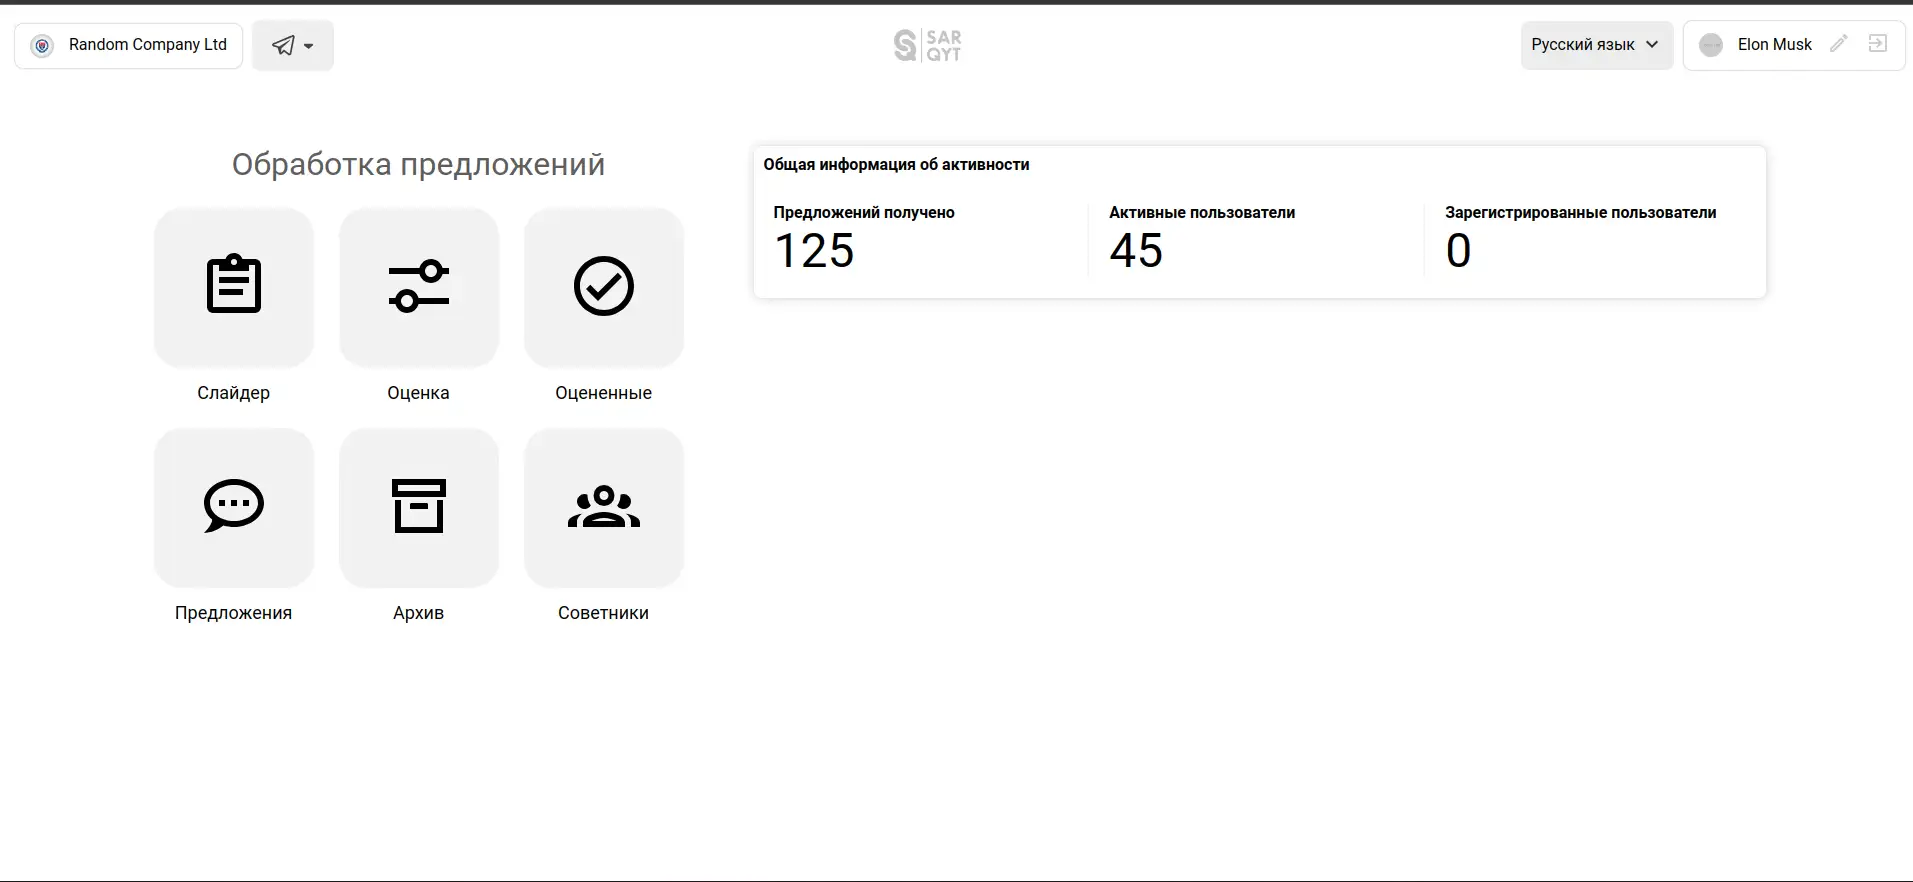 Random Company Ltd
SAR
QYT
Русский язык
Elon Musk
Обработка предложений
Слайдер
Оценка
Оцененные
Предложения
Архив
Советники
Общая информация об активности
Предложений получено
125
Активные пользователи
45
Зарегистрированные пользователи
0